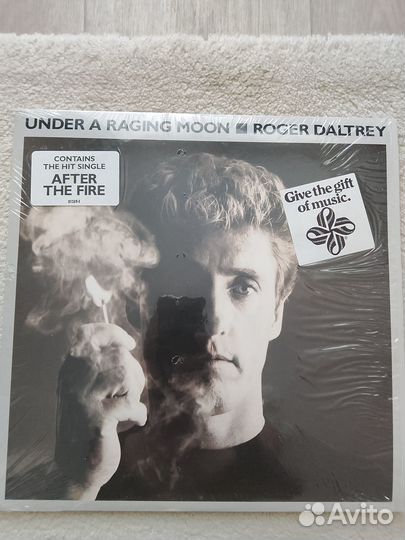 UNDER A RAGING MOON ROGER DALTREY
CONTAINS
THE HIT SINGLE
AFTER
THE FIRE
Give the gift
of music.
Avito